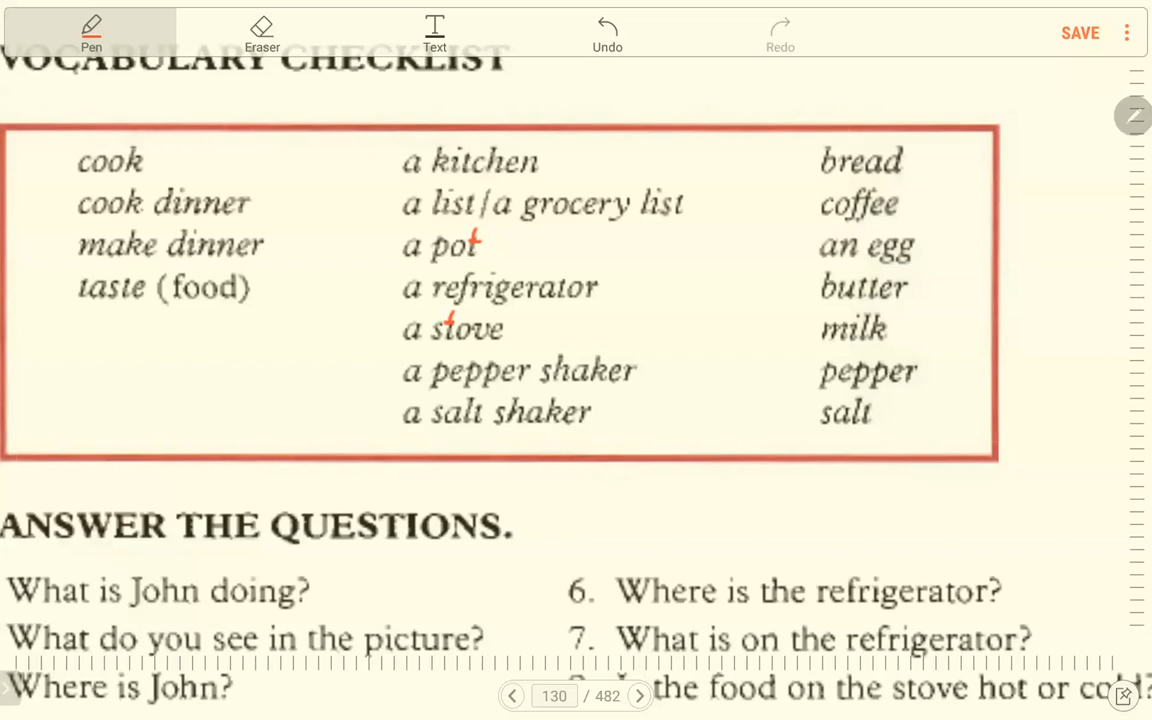 Pen Eraser Text Undo Redo SAVE
VOCABULARY CHECKLIST
cook a kitchen bread
cook dinner a list/a grocery list coffee
make dinner a pot an egg
taste (food) a refrigerator butter
a stove milk
a pepper shaker pepper
a salt shaker salt
ANSWER THE QUESTIONS.
What is John doing? 6. Where is the refrigerator?
What do you see in the picture? 7. What is on the refrigerator?
Where is John? the food on the stove hot or cold?
130 / 482